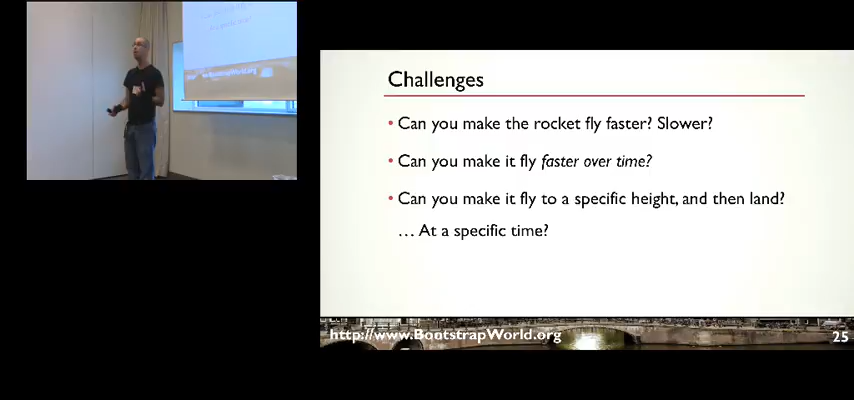 Challenges
• Can you make the rocket fly faster? Slower?
• Can you make it fly faster over time?
• Can you make it fly to a specific height, and then land?
… At a specific time?
http://www.BootstrapWorld.org
25